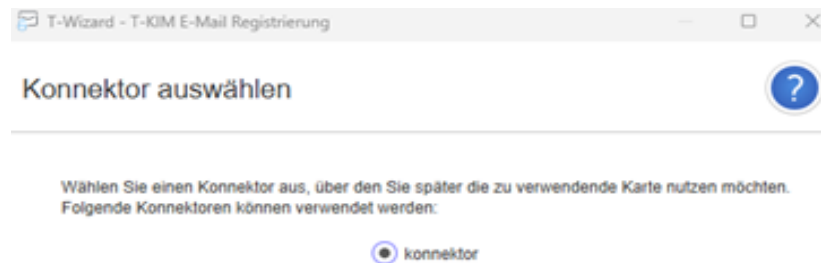 T-Wizard - T-KIM E-Mail Registrierung
Konnektor auswählen
?
Wählen Sie einen Konnektor aus, über den Sie später die zu verwendende Karte nutzen möchten.
Folgende Konnektoren können verwendet werden:
konnektor